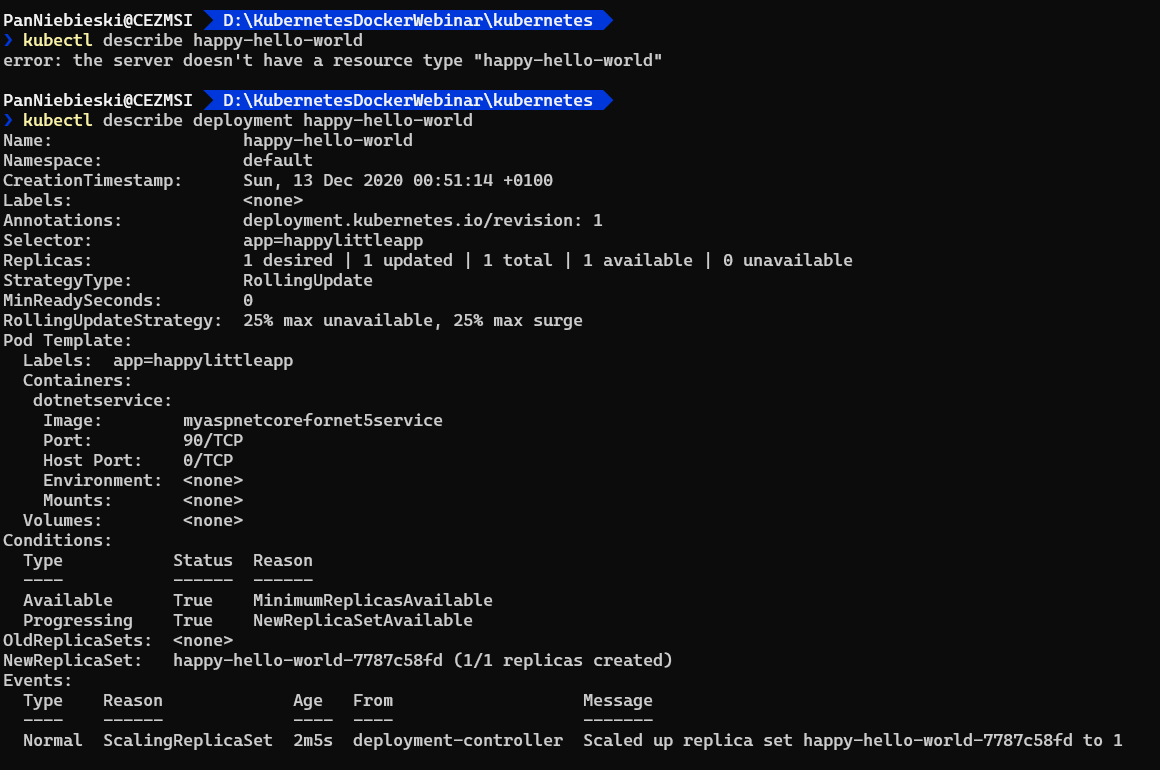 PanNiebieski@CEZMSI D:\KubernetesDockerWebinar\kubernetes
❯ kubectl describe happy-hello-world
error: the server doesn't have a resource type "happy-hello-world"
PanNiebieski@CEZMSI D:\KubernetesDockerWebinar\kubernetes
❯ kubectl describe deployment happy-hello-world
Name:                   happy-hello-world
Namespace:              default
CreationTimestamp:      Sun, 13 Dec 2020 00:51:14 +0100
Labels:                 <none>
Annotations:            deployment.kubernetes.io/revision: 1
Selector:               app=happylittleapp
Replicas:               1 desired | 1 updated | 1 total | 1 available | 0 unavailable
StrategyType:           RollingUpdate
MinReadySeconds:        0
RollingUpdateStrategy:  25% max unavailable, 25% max surge
Pod Template:
  Labels:  app=happylittleapp
  Containers:
   dotnetservice:
    Image:        myaspnetcorefornet5service
    Port:         90/TCP
    Host Port:    0/TCP
    Environment:  <none>
    Mounts:       <none>
  Volumes:        <none>
Conditions:
  Type           Status  Reason
  ----           ------  ------
  Available      True    MinimumReplicasAvailable
  Progressing    True    NewReplicaSetAvailable
OldReplicaSets:  <none>
NewReplicaSet:   happy-hello-world-7787c58fd (1/1 replicas created)
Events:
  Type    Reason             Age   From                   Message
  ----    ------             ----  ----                   -------
  Normal  ScalingReplicaSet  2m5s  deployment-controller  Scaled up replica set happy-hello-world-7787c58fd to 1